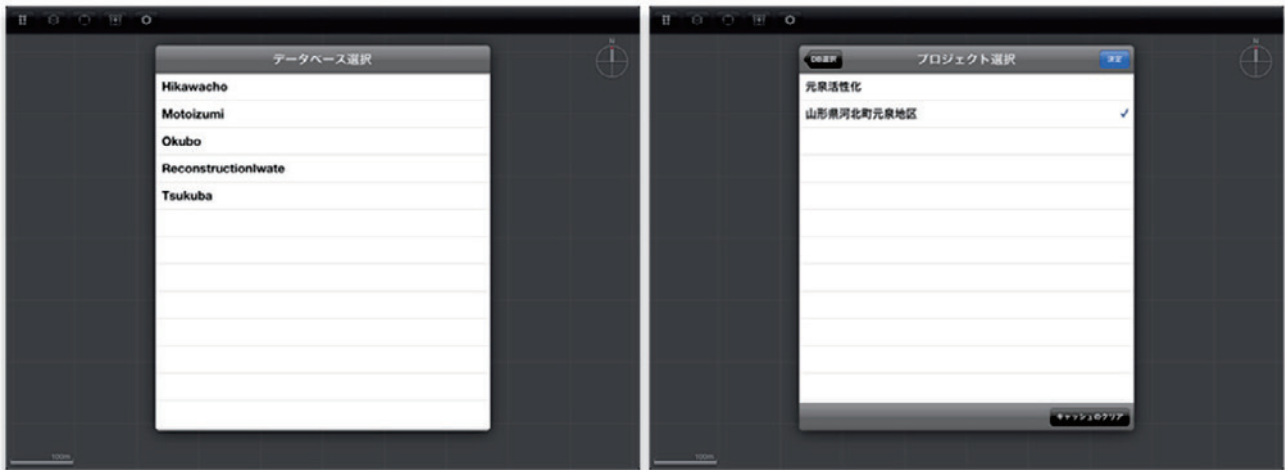 N
データベース選択
Hikawacho
Motoizumi
Okubo
ReconstructionIwate
Tsukuba
100m
N
DB選択
プロジェクト選択
決定
元泉活性化
山形県河北町元泉地区
キャッシュのクリア
100m